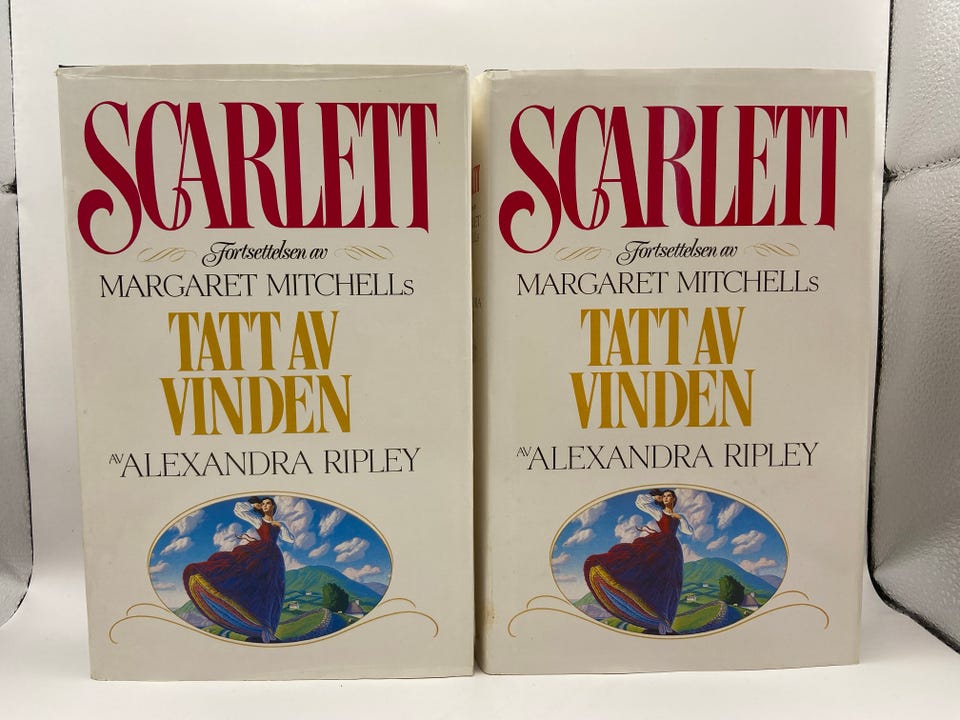 SCARLETT
Fortsettelsen av
MARGARET MITCHELLs
TATT AV
VINDEN
AV ALEXANDRA RIPLEY
SCARLETT
Fortsettelsen av
MARGARET MITCHELLs
TATT AV
VINDEN
AV ALEXANDRA RIPLEY